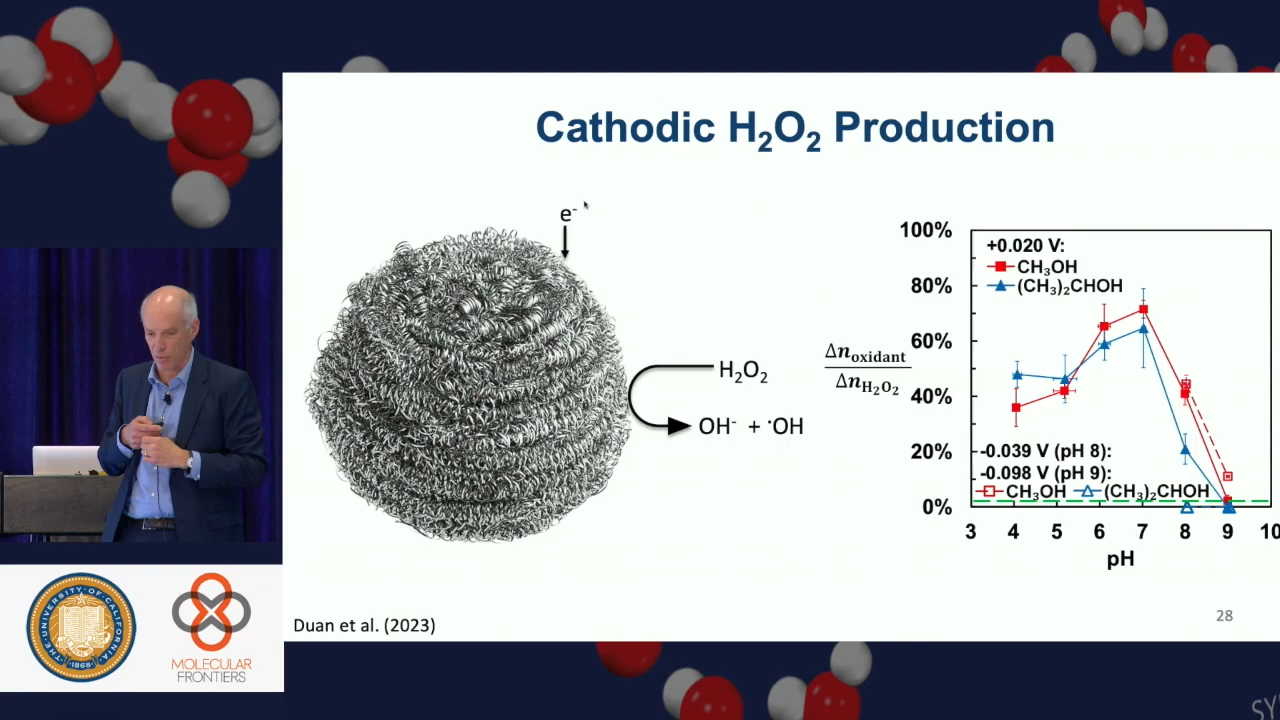 Cathodic H₂O₂ Production
e⁻
H₂O₂
OH⁻ + ˙OH
Δn_oxidant
Δn_H₂O₂
100%
80%
60%
40%
20%
0%
+0.020 V:
CH₃OH
(CH₃)₂CHOH
-0.039 V (pH 8):
-0.098 V (pH 9):
CH₃OH (CH₃)₂CHOH
3 4 5 6 7 8 9 10
pH
Duan et al. (2023)
28
THE·UNIVERSITY·OF·CALIFORNIA
·1868·
MOLECULAR
FRONTIERS
SY